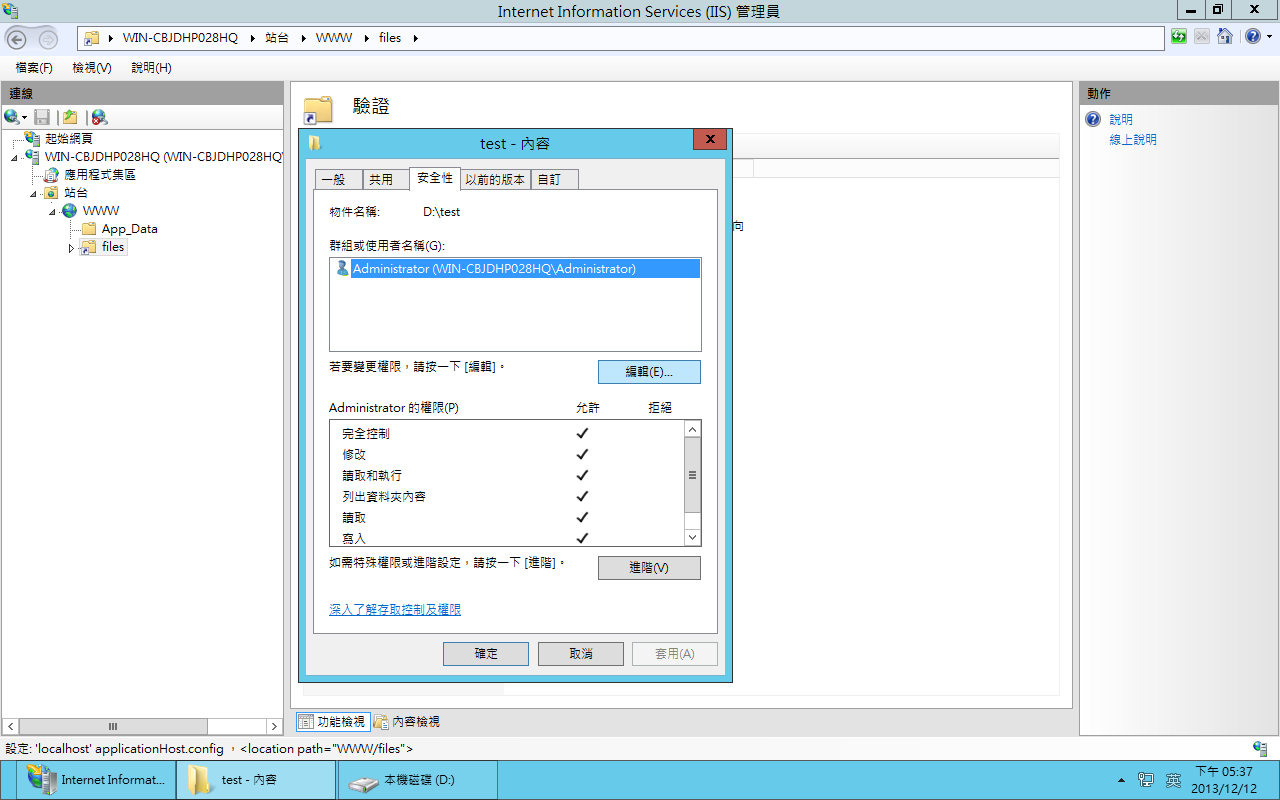 Internet Information Services (IIS) 管理員
WIN-CBJDHP028HQ 站台 WWW files
檔案(F) 檢視(V) 說明(H)
連線
起始網頁
WIN-CBJDHP028HQ (WIN-CBJDHP028HQ\
應用程式集區
站台
WWW
App_Data
files
驗證
向
test - 內容
一般 共用 安全性 以前的版本 自訂
物件名稱: D:\test
群組或使用者名稱(G):
Administrator (WIN-CBJDHP028HQ\Administrator)
若要變更權限，請按一下 [編輯]。
編輯(E)...
Administrator 的權限(P) 允許 拒絕
完全控制
修改
讀取和執行
列出資料夾內容
讀取
寫入
如需特殊權限或進階設定，請按一下 [進階]。
進階(V)
深入了解存取控制及權限
確定 取消 套用(A)
動作
說明
線上說明
功能檢視 內容檢視
設定: 'localhost' applicationHost.config ，<location path="WWW/files">
Internet Informat... test - 內容 本機磁碟 (D:)
英
下午 05:37
2013/12/12